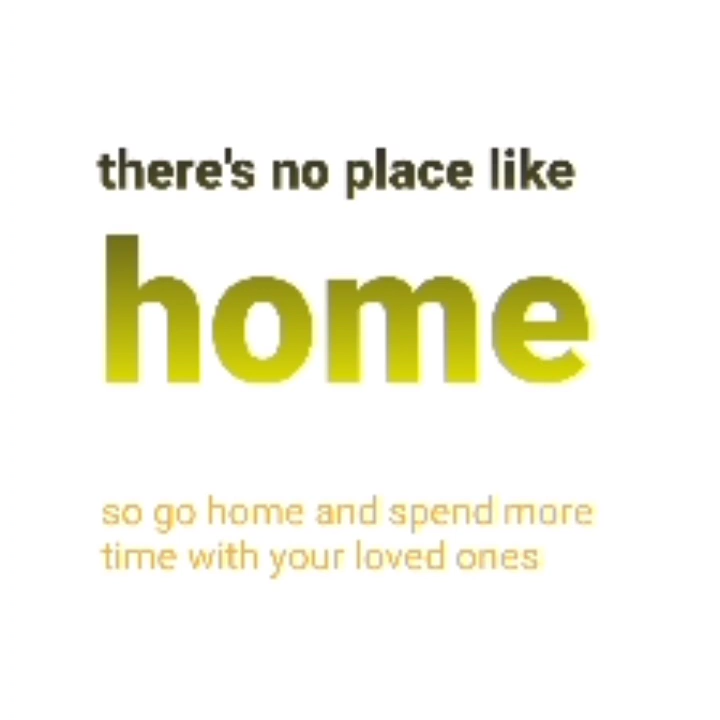 there's no place like
home
so go home and spend more
time with your loved ones